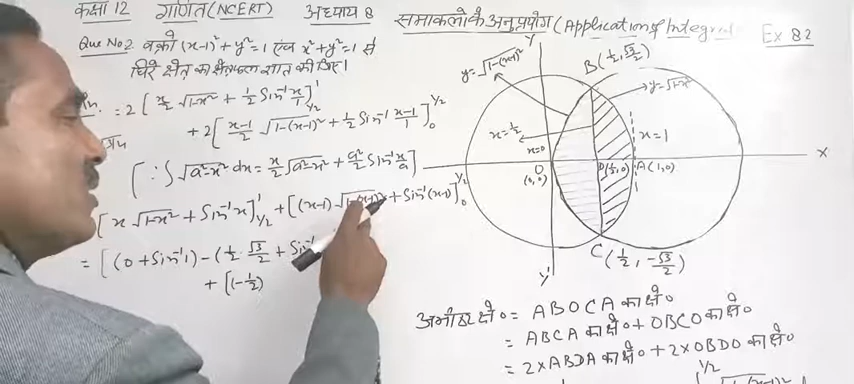 कक्षा 12 गणित (NCERT) अध्याय 8 समाकलों के अनुप्रयोग (Application of Integral Ex 8.2
Que No 2. वक्रों (x-1)²+y²=1 एवं x²+y²=1 से
घिरे क्षेत्र का क्षेत्रफल ज्ञात कीजिए।
= 2 [ x/2 √1-x² + 1/2 Sin⁻¹ x/1 ]¹ ₁/₂
+ 2 [ x-1/2 √1-(x-1)² + 1/2 Sin⁻¹ x-1/1 ]₀^1/2
[ ∵ ∫ √a²-x² dx = x/2 √a²-x² + a²/2 Sin⁻¹ x/a ]
[ x √1-x² + Sin⁻¹x ]¹ ₁/₂ + [ (x-1) √1-(x-1)² + Sin⁻¹(x-1) ]₀^1/2
= [ (0 + Sin⁻¹ 1) - ( 1/2 · √3/2 + Sin⁻¹
+ [ (-1/2)
Y
B (1/2, √3/2)
y=√1-(x-1)²
y=√1-x²
x=1/2
x=0
x=1
O
(0,0)
D(1/2,0)
A(1,0)
X
C (1/2, -√3/2)
Y'
अभीष्ट क्षे० = ABOCA का क्षे०
= ABCA का क्षे० + OBCO का क्षे०
= 2×ABDA का क्षे० + 2×OBDO का क्षे०
1/2